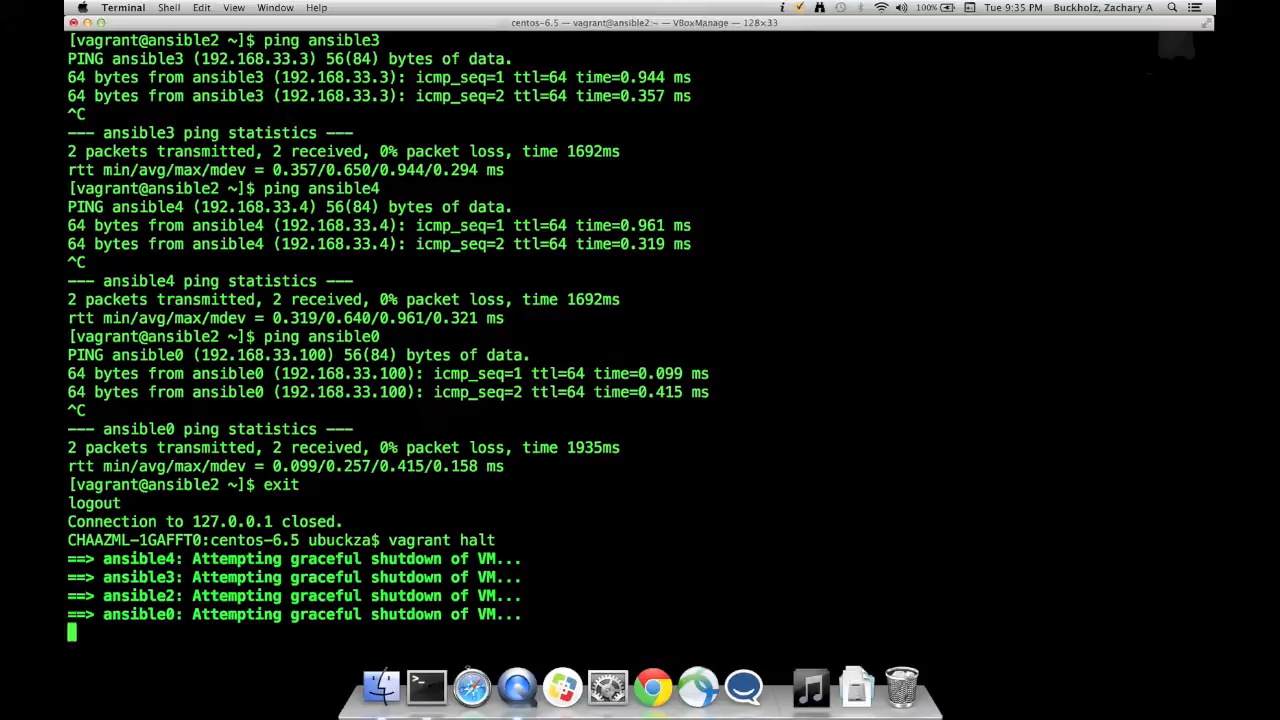 Terminal Shell Edit View Window Help 100% Tue 9:35 PM Buckholz, Zachary A
centos-6.5 — vagrant@ansible2:~ — VBoxManage — 128×33
[vagrant@ansible2 ~]$ ping ansible3
PING ansible3 (192.168.33.3) 56(84) bytes of data.
64 bytes from ansible3 (192.168.33.3): icmp_seq=1 ttl=64 time=0.944 ms
64 bytes from ansible3 (192.168.33.3): icmp_seq=2 ttl=64 time=0.357 ms
^C
--- ansible3 ping statistics ---
2 packets transmitted, 2 received, 0% packet loss, time 1692ms
rtt min/avg/max/mdev = 0.357/0.650/0.944/0.294 ms
[vagrant@ansible2 ~]$ ping ansible4
PING ansible4 (192.168.33.4) 56(84) bytes of data.
64 bytes from ansible4 (192.168.33.4): icmp_seq=1 ttl=64 time=0.961 ms
64 bytes from ansible4 (192.168.33.4): icmp_seq=2 ttl=64 time=0.319 ms
^C
--- ansible4 ping statistics ---
2 packets transmitted, 2 received, 0% packet loss, time 1692ms
rtt min/avg/max/mdev = 0.319/0.640/0.961/0.321 ms
[vagrant@ansible2 ~]$ ping ansible0
PING ansible0 (192.168.33.100) 56(84) bytes of data.
64 bytes from ansible0 (192.168.33.100): icmp_seq=1 ttl=64 time=0.099 ms
64 bytes from ansible0 (192.168.33.100): icmp_seq=2 ttl=64 time=0.415 ms
^C
--- ansible0 ping statistics ---
2 packets transmitted, 2 received, 0% packet loss, time 1935ms
rtt min/avg/max/mdev = 0.099/0.257/0.415/0.158 ms
[vagrant@ansible2 ~]$ exit
logout
Connection to 127.0.0.1 closed.
CHAAZML-1GAFFT0:centos-6.5 ubuckza$ vagrant halt
==> ansible4: Attempting graceful shutdown of VM...
==> ansible3: Attempting graceful shutdown of VM...
==> ansible2: Attempting graceful shutdown of VM...
==> ansible0: Attempting graceful shutdown of VM...